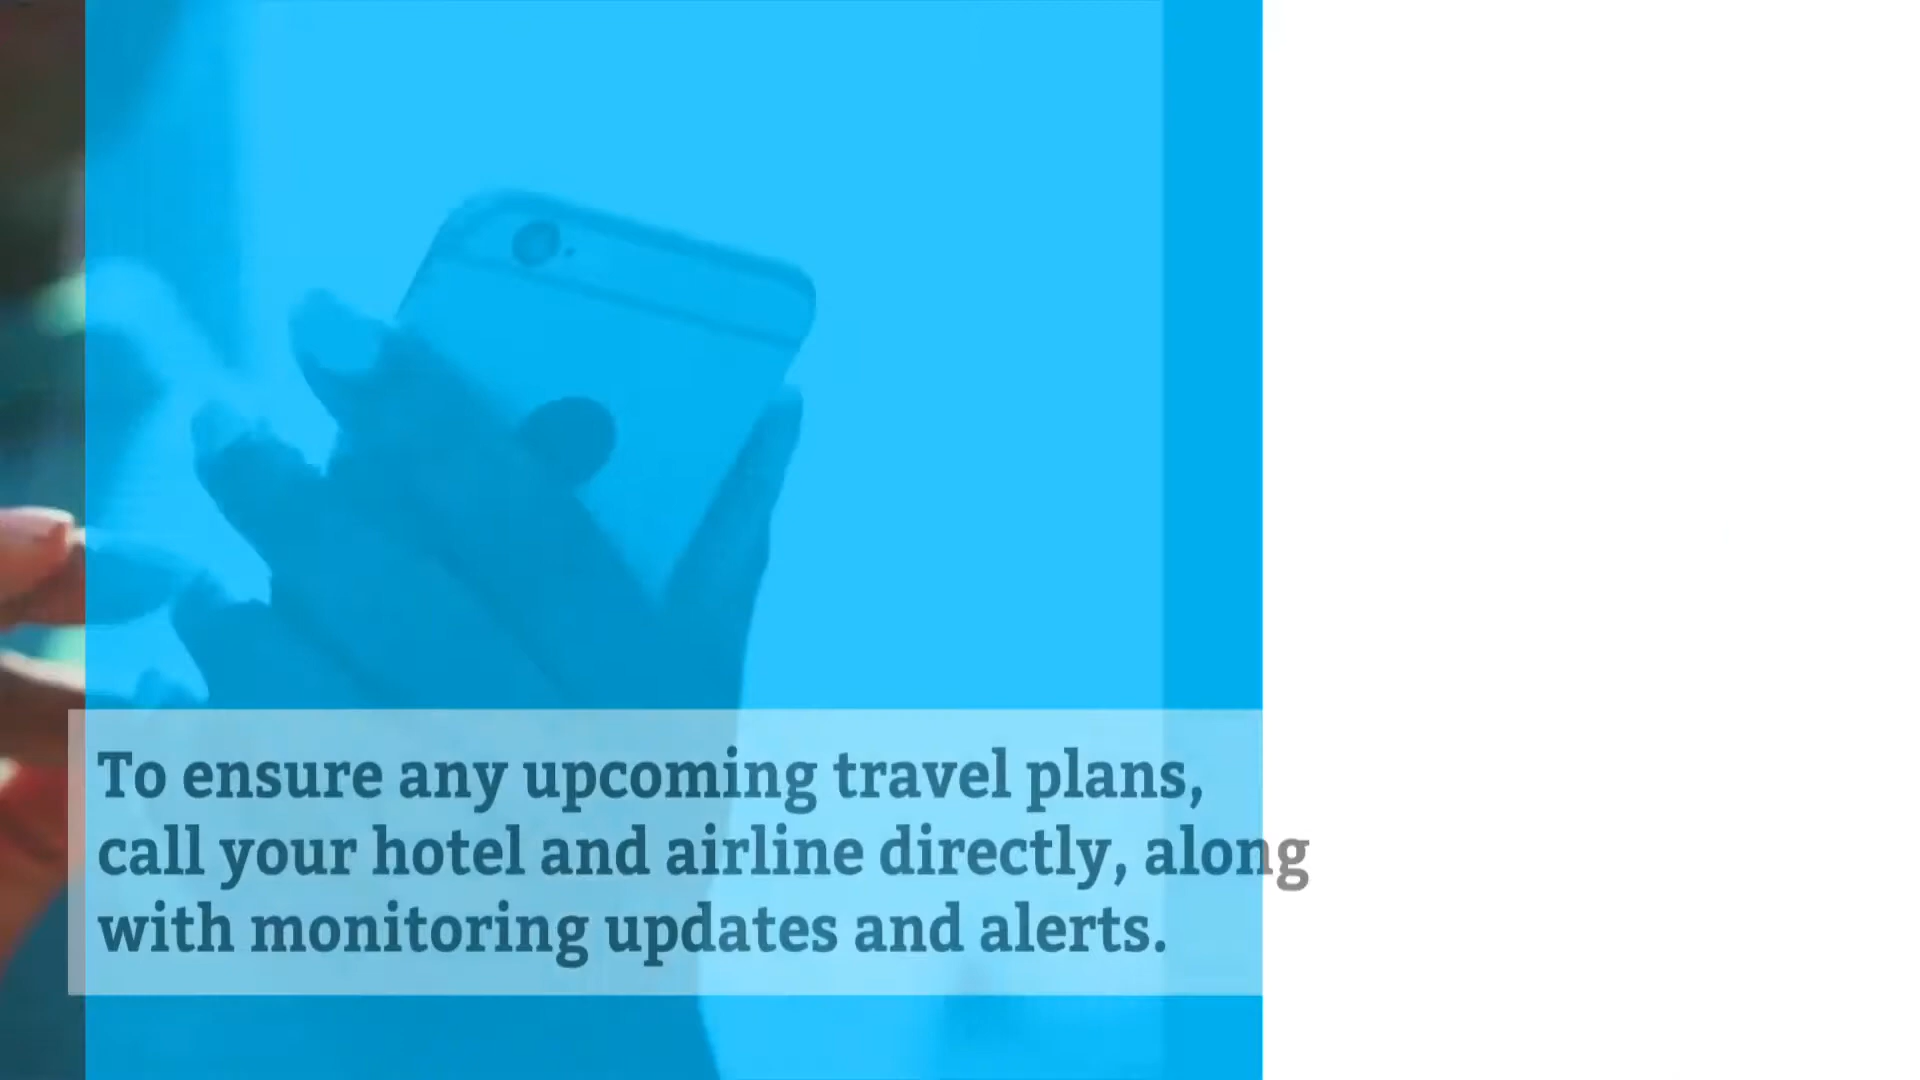 To ensure any upcoming travel plans,
call your hotel and airline directly, along
with monitoring updates and alerts.